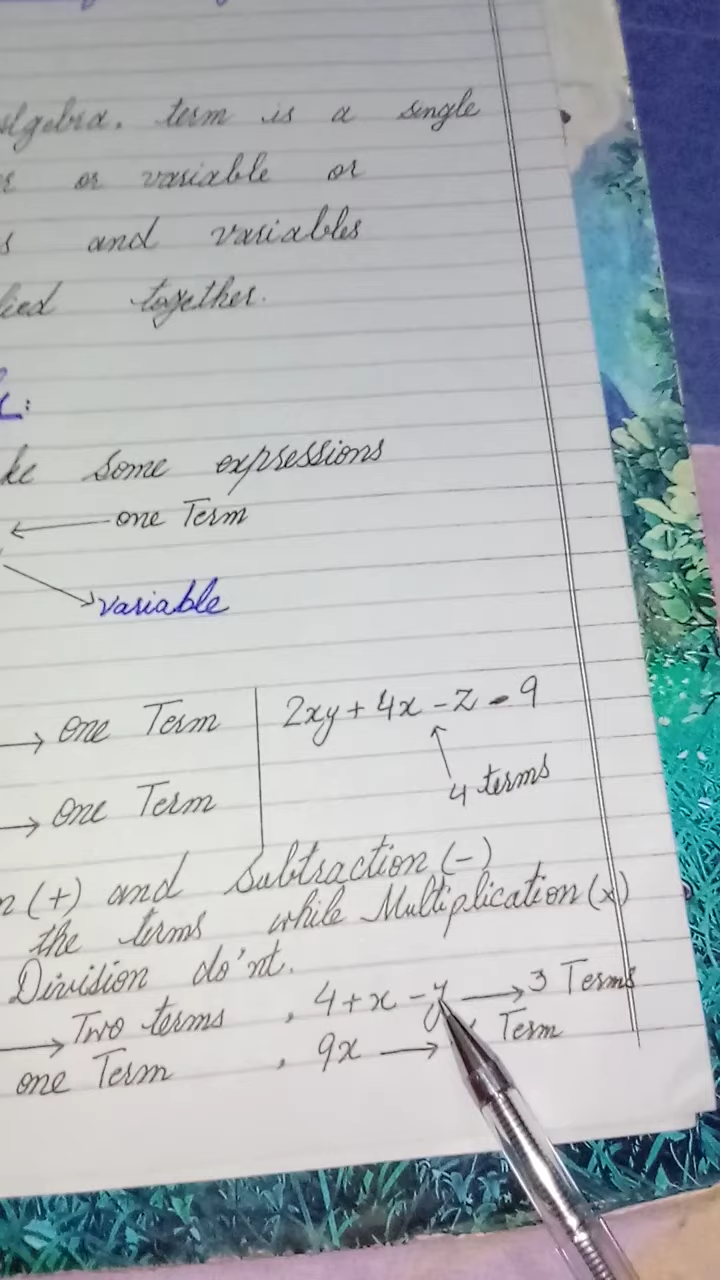 algebra. term is a single
or variable or
and variables
together.
some expressions
one Term
variable
one Term
2xy + 4x - z - 9
4 terms
one Term
(+) and Subtraction (-)
the terms while Multiplication (x)
Division do'nt.
Two terms , 4 + x - y → 3 Terms
one Term , 9x → Term